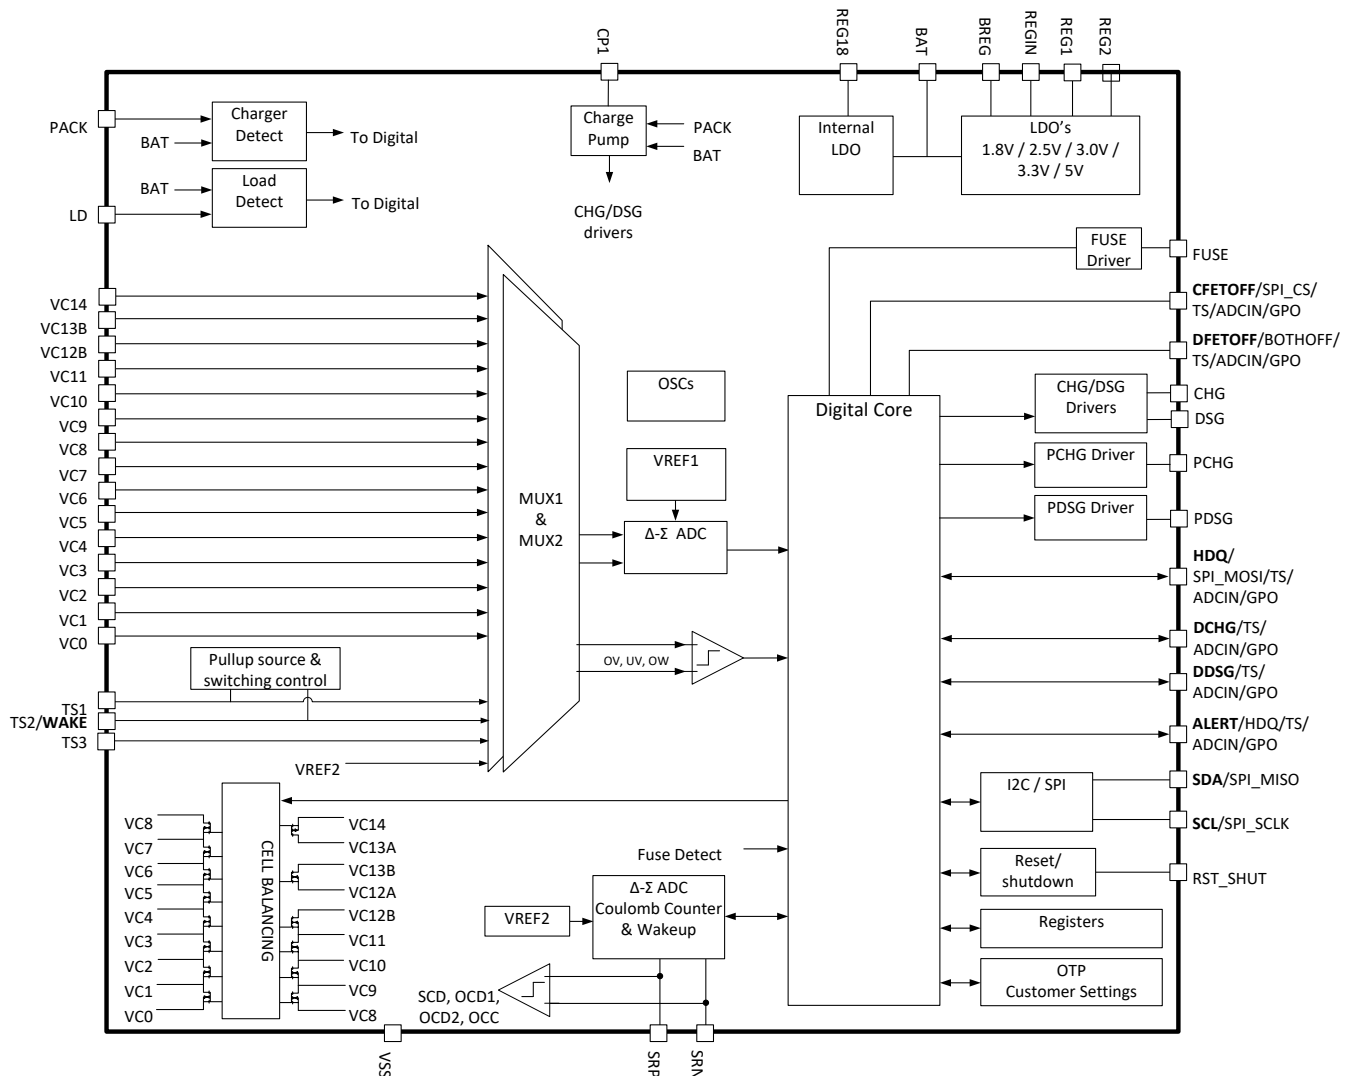 CP1
REG18
BAT
BREG
REGIN
REG1
REG2
PACK
BAT
Charger
Detect
To Digital
BAT
LD
Load
Detect
To Digital
Charge
Pump
PACK
BAT
CHG/DSG
drivers
Internal
LDO
LDO's
1.8V / 2.5V / 3.0V /
3.3V / 5V
FUSE
Driver
FUSE
CFETOFF/SPI_CS/
TS/ADCIN/GPO
DFETOFF/BOTHOFF/
TS/ADCIN/GPO
VC14
VC13B
VC12B
VC11
VC10
VC9
VC8
VC7
VC6
VC5
VC4
VC3
VC2
VC1
VC0
Pullup source &
switching control
TS1
TS2/WAKE
TS3
VREF2
MUX1
&
MUX2
OSCs
VREF1
Δ-Σ ADC
OV, UV, OW
Digital Core
CHG/DSG
Drivers
CHG
DSG
PCHG Driver
PCHG
PDSG Driver
PDSG
HDQ/
SPI_MOSI/TS/
ADCIN/GPO
DCHG/TS/
ADCIN/GPO
DDSG/TS/
ADCIN/GPO
ALERT/HDQ/TS/
ADCIN/GPO
I2C / SPI
SDA/SPI_MISO
SCL/SPI_SCLK
Reset/
shutdown
RST_SHUT
Registers
OTP
Customer Settings
VC8
VC7
VC6
VC5
VC4
VC3
VC2
VC1
VC0
CELL BALANCING
VC14
VC13A
VC13B
VC12A
VC12B
VC11
VC10
VC9
VC8
Fuse Detect
VREF2
Δ-Σ ADC
Coulomb Counter
& Wakeup
SCD, OCD1,
OCD2, OCC
VSS
SRP
SRN